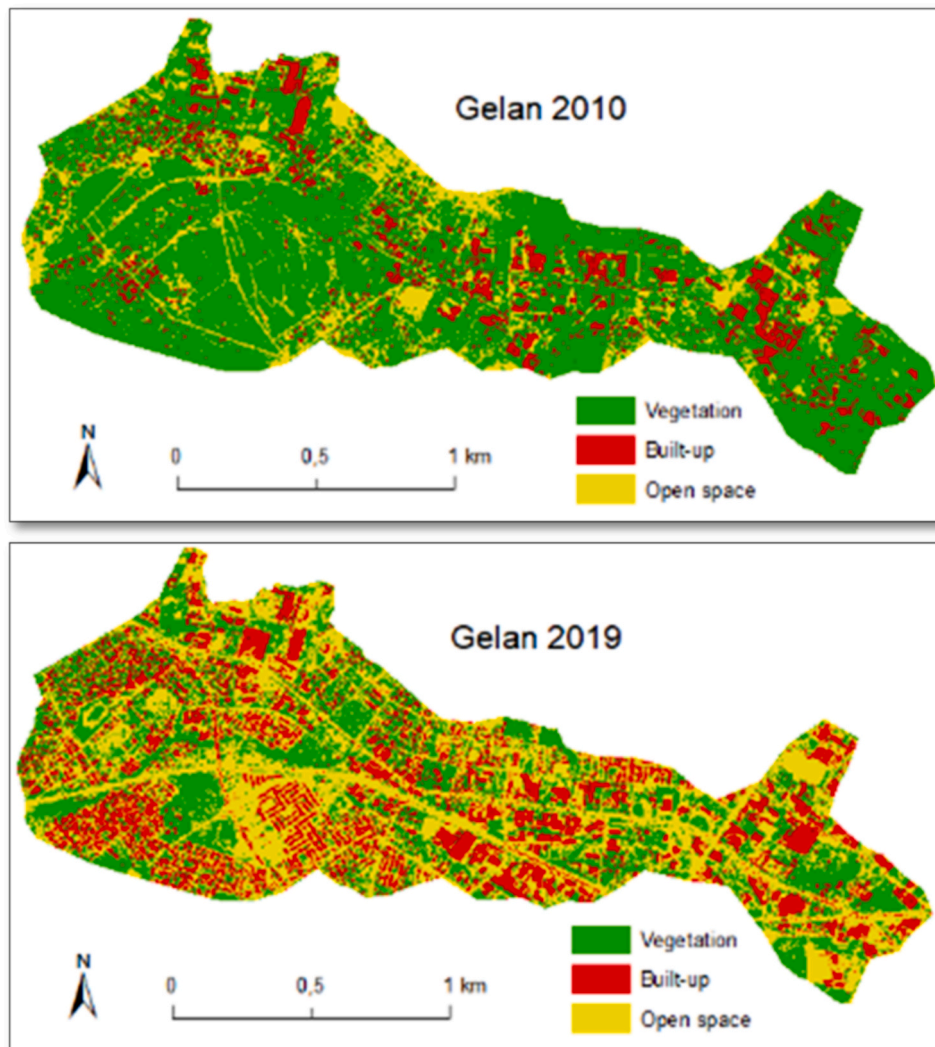 Gelan 2010
Vegetation
Built-up
Open space
N
0 0,5 1 km
Gelan 2019
Vegetation
Built-up
Open space
N
0 0,5 1 km